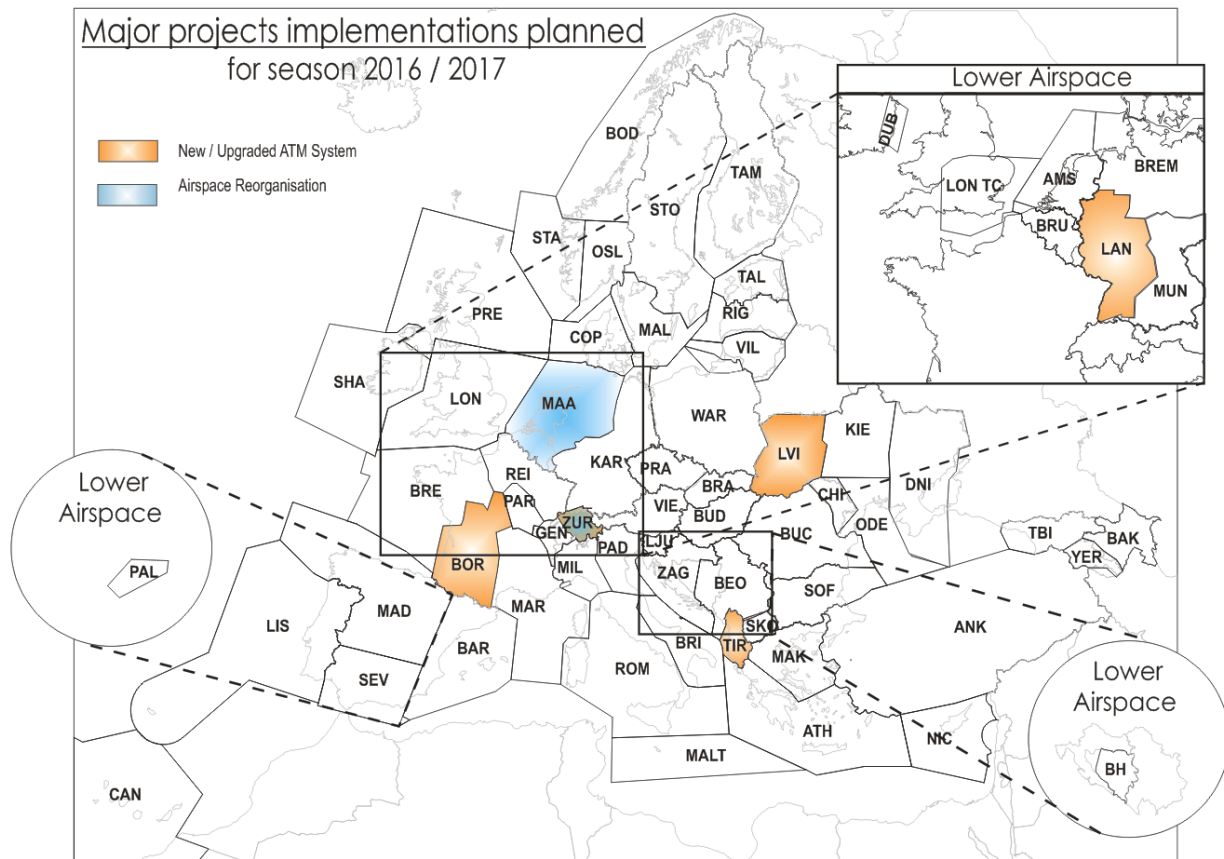 Major projects implementations planned
for season 2016 / 2017
New / Upgraded ATM System
Airspace Reorganisation
Lower Airspace
DUB
LON TC
AMS
BREM
BRU
LAN
MUN
BOD
TAM
STO
STA
OSL
TAL
PRE
RIG
COP
MAL
VIL
SHA
LON
MAA
WAR
KIE
LVI
KAR
PRA
REI
BRE
PAR
BRA
CHI
DNI
VIE
BUD
ZUR
GEN
ODE
LJU
PAD
BUC
TBI
BAK
YER
BOR
MIL
ZAG
BEO
SOF
MAR
MAD
LIS
SKO
ANK
BAR
BRI
TIR
MAK
ROM
SEV
ATH
NIC
MALT
CAN
Lower
Airspace
PAL
Lower
Airspace
BH